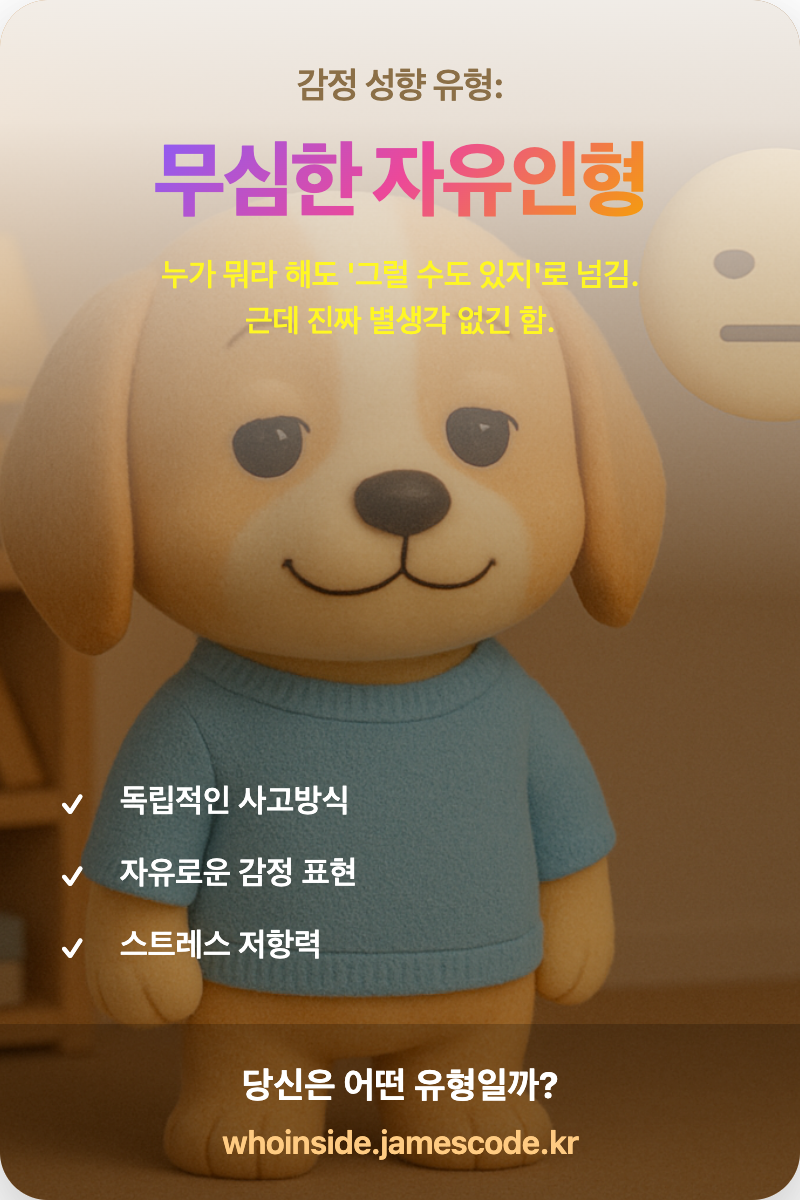 감정 성향 유형:
무심한 자유인형
누가 뭐라 해도 '그럴 수도 있지'로 넘김.
근데 진짜 별생각 없긴 함.
독립적인 사고방식
자유로운 감정 표현
스트레스 저항력
당신은 어떤 유형일까?
whoinside.jamescode.kr